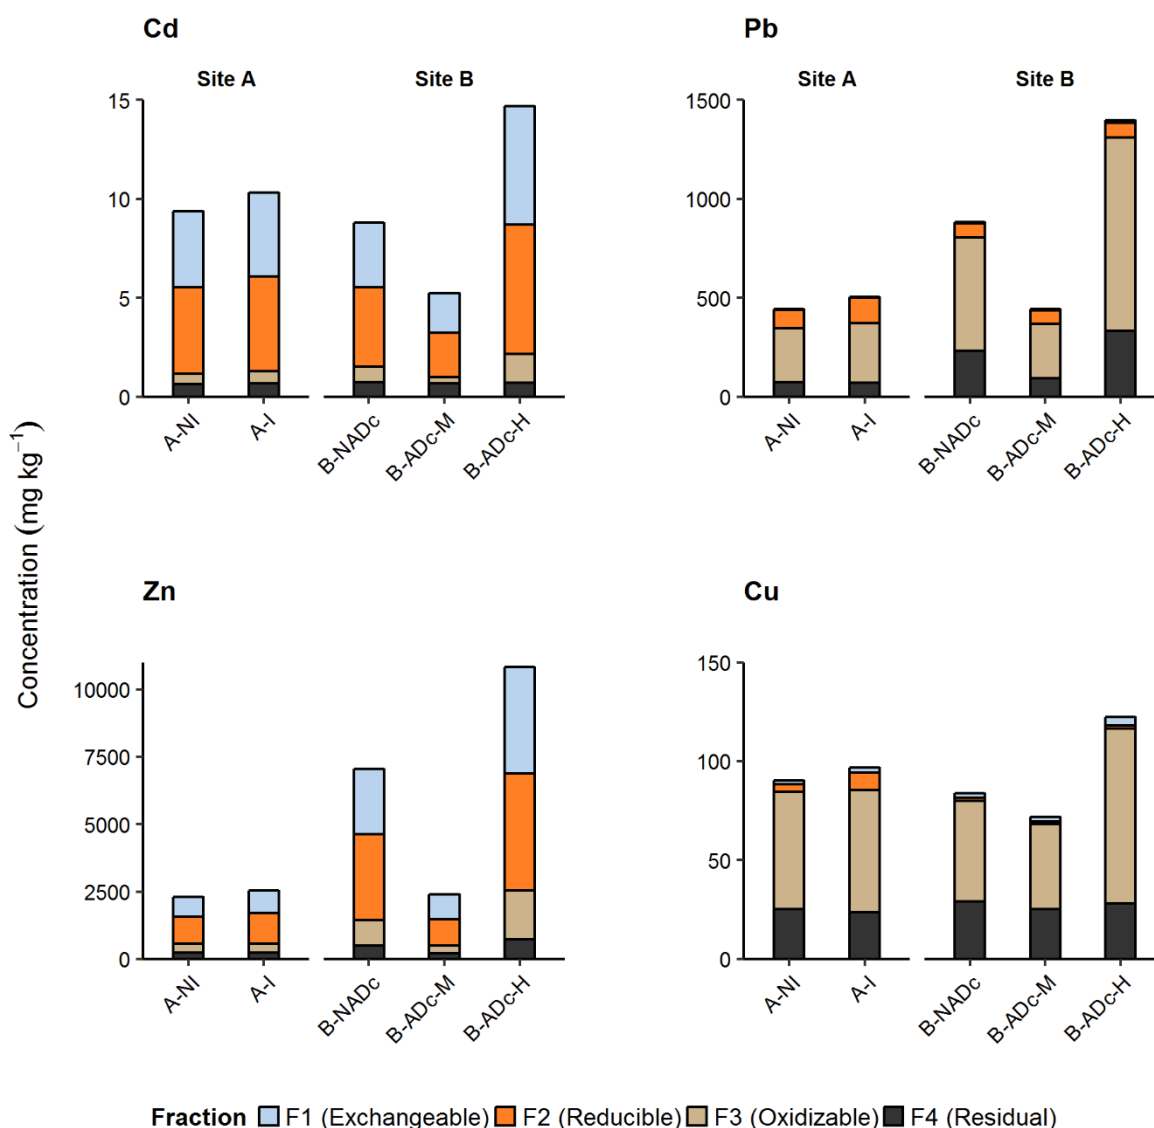 Cd
Site A Site B
15
10
5
0
A-NI A-I B-NADc B-ADc-M B-ADc-H
Pb
Site A Site B
1500
1000
500
0
A-NI A-I B-NADc B-ADc-M B-ADc-H
Concentration (mg kg⁻¹)
Zn
10000
7500
5000
2500
0
A-NI A-I B-NADc B-ADc-M B-ADc-H
Cu
150
100
50
0
A-NI A-I B-NADc B-ADc-M B-ADc-H
Fraction F1 (Exchangeable) F2 (Reducible) F3 (Oxidizable) F4 (Residual)